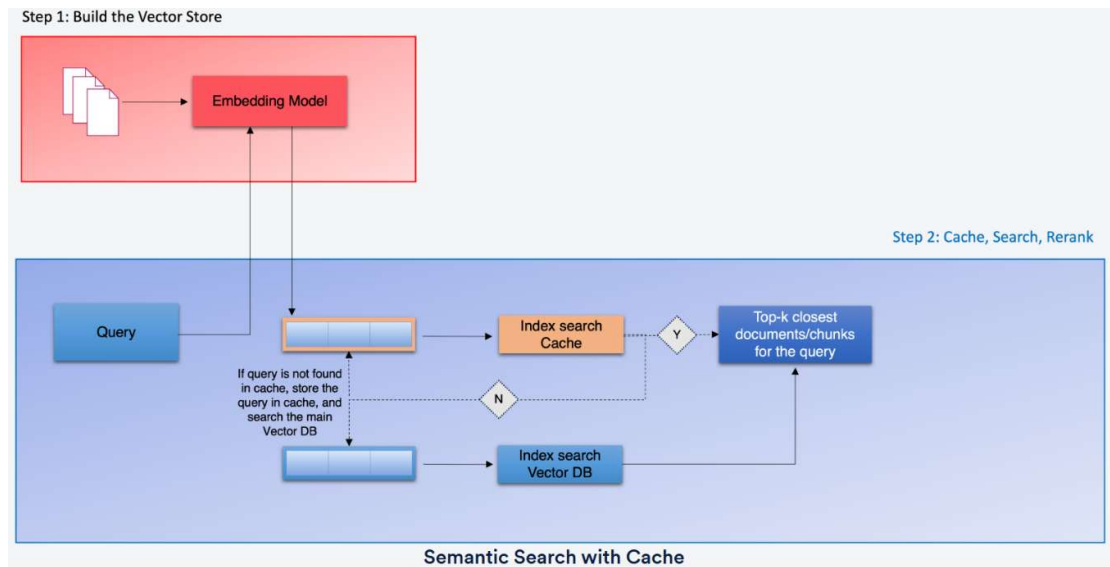 Step 1: Build the Vector Store
Embedding Model
Step 2: Cache, Search, Rerank
Query
Index search
Cache
Y
Top-k closest
documents/chunks
for the query
If query is not found
in cache, store the
query in cache, and
search the main
Vector DB
N
Index search
Vector DB
Semantic Search with Cache